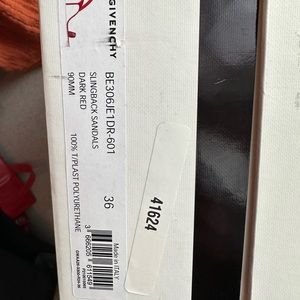 GIVENCHY
BE306JE1DR-601
SLINGBACK SANDALS
DARK RED
90MM
100% T/PLAST POLYURETHANE
36
Made in ITALY
41624